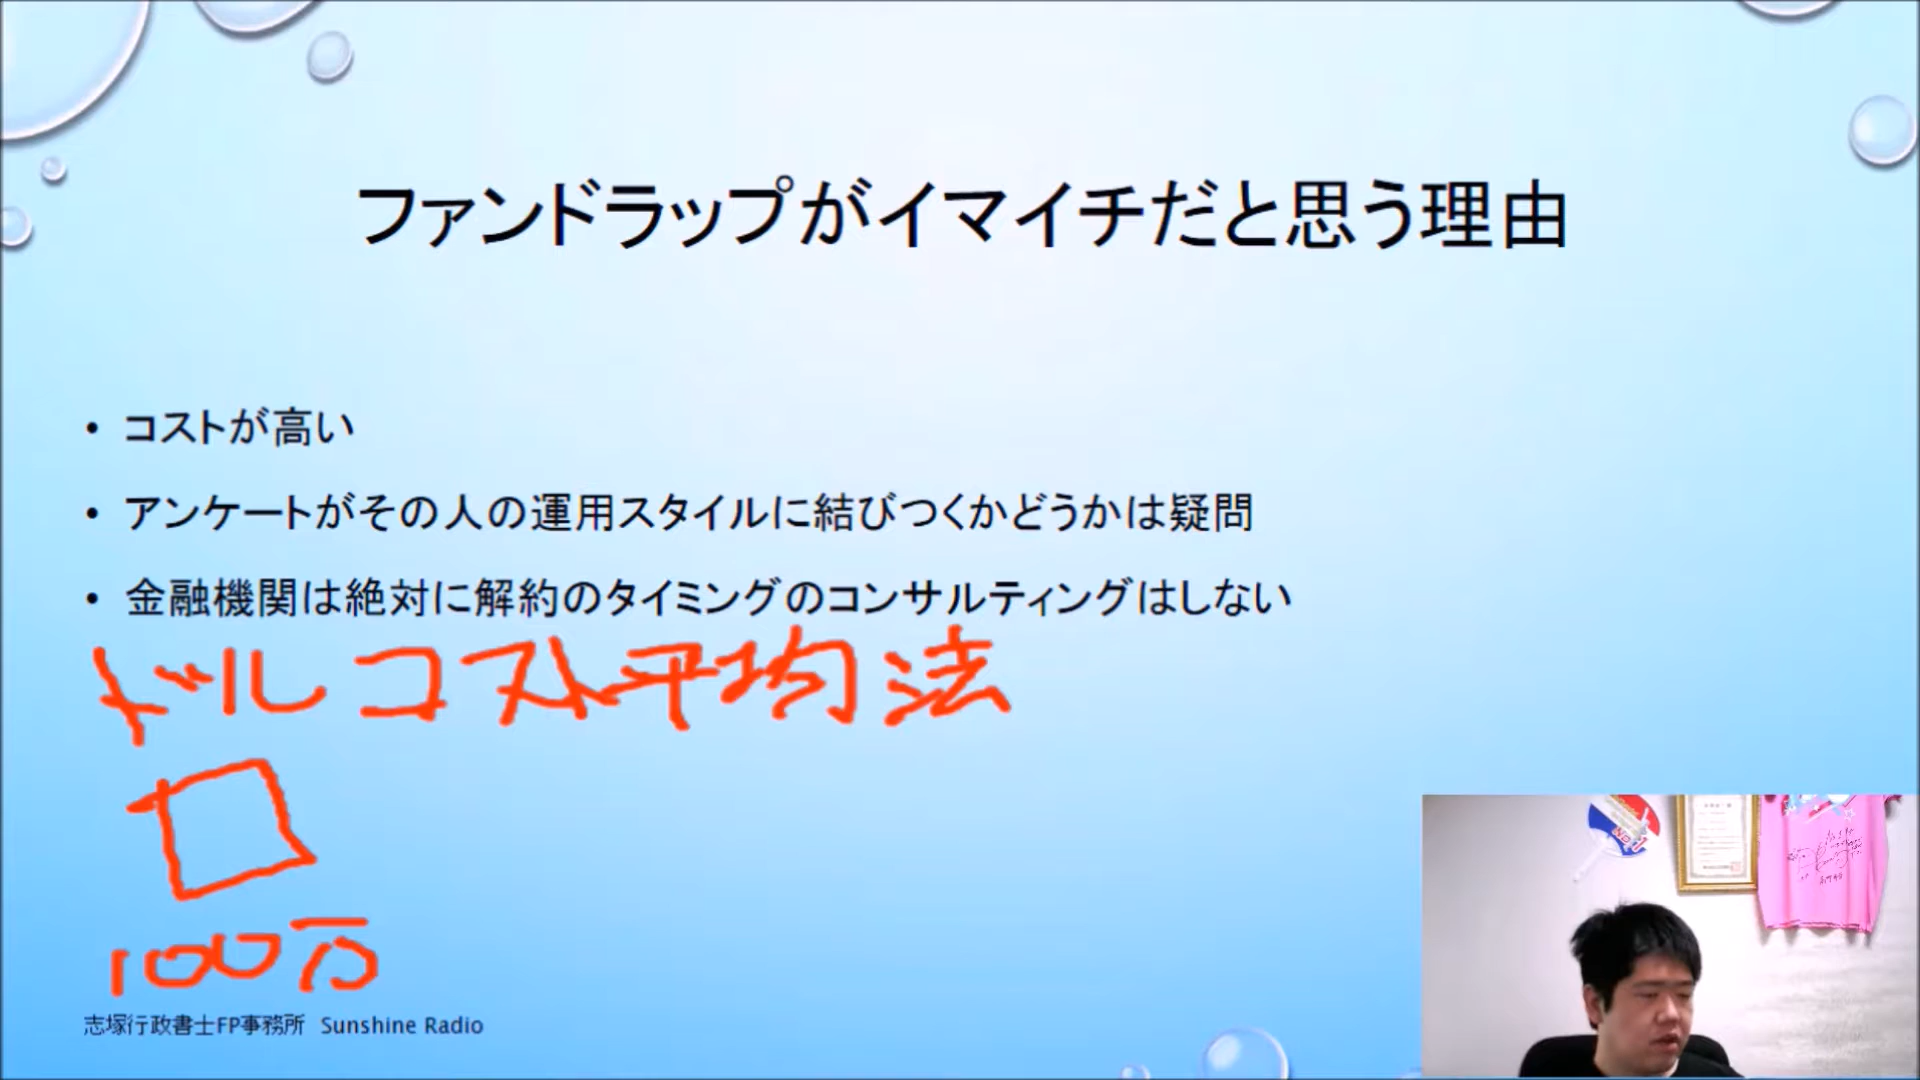 ファンドラップがイマイチだと思う理由
• コストが高い
• アンケートがその人の運用スタイルに結びつくかどうかは疑問
• 金融機関は絶対に解約のタイミングのコンサルティングはしない
ドルコスト平均法
100万
志塚行政書士FP事務所 Sunshine Radio